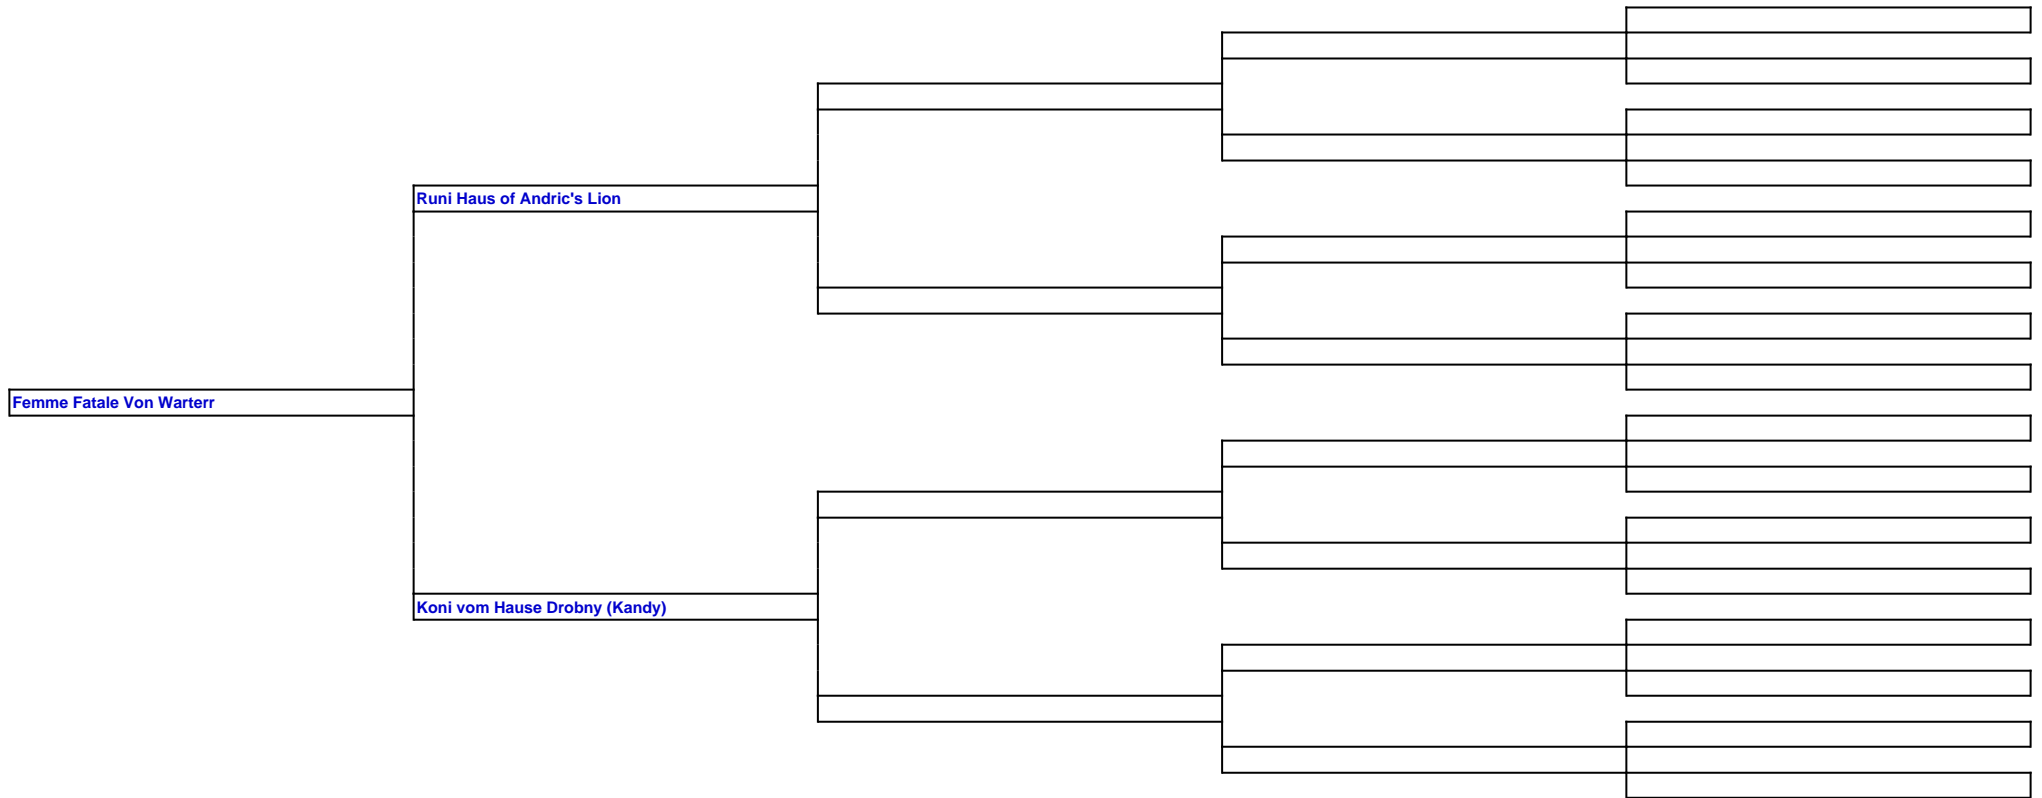 Runi Haus of Andric's Lion
Femme Fatale Von Warterr
Koni vom Hause Drobny (Kandy)